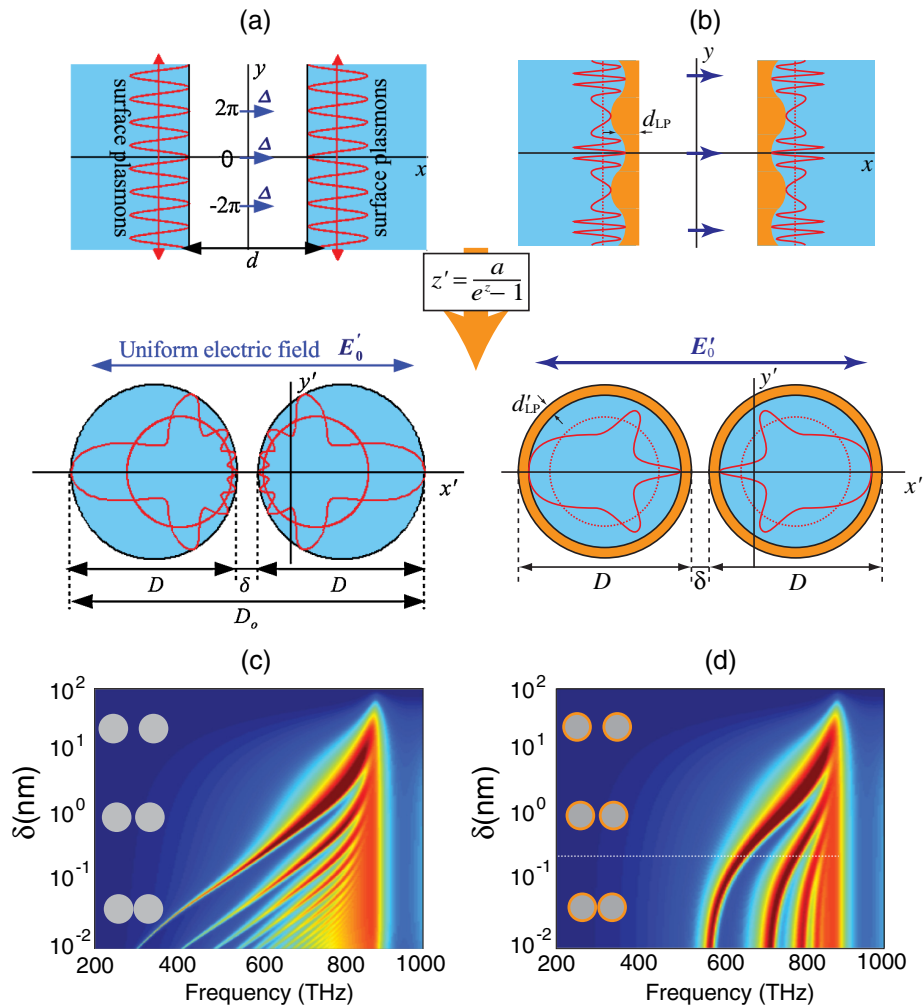 (a)
surface plasmons
y
2π
Δ
0
Δ
-2π
Δ
x
surface plasmons
d
(b)
y
d_LP
x
z' = a / (e^z − 1)
Uniform electric field E'_0
y'
x'
D
δ
D
D_o
E'_0
d'_LP
y'
x'
D
δ
D
(c)
δ(nm)
10^2
10^1
10^0
10^-1
10^-2
200 400 600 800 1000
Frequency (THz)
(d)
δ(nm)
10^2
10^1
10^0
10^-1
10^-2
200 400 600 800 1000
Frequency (THz)